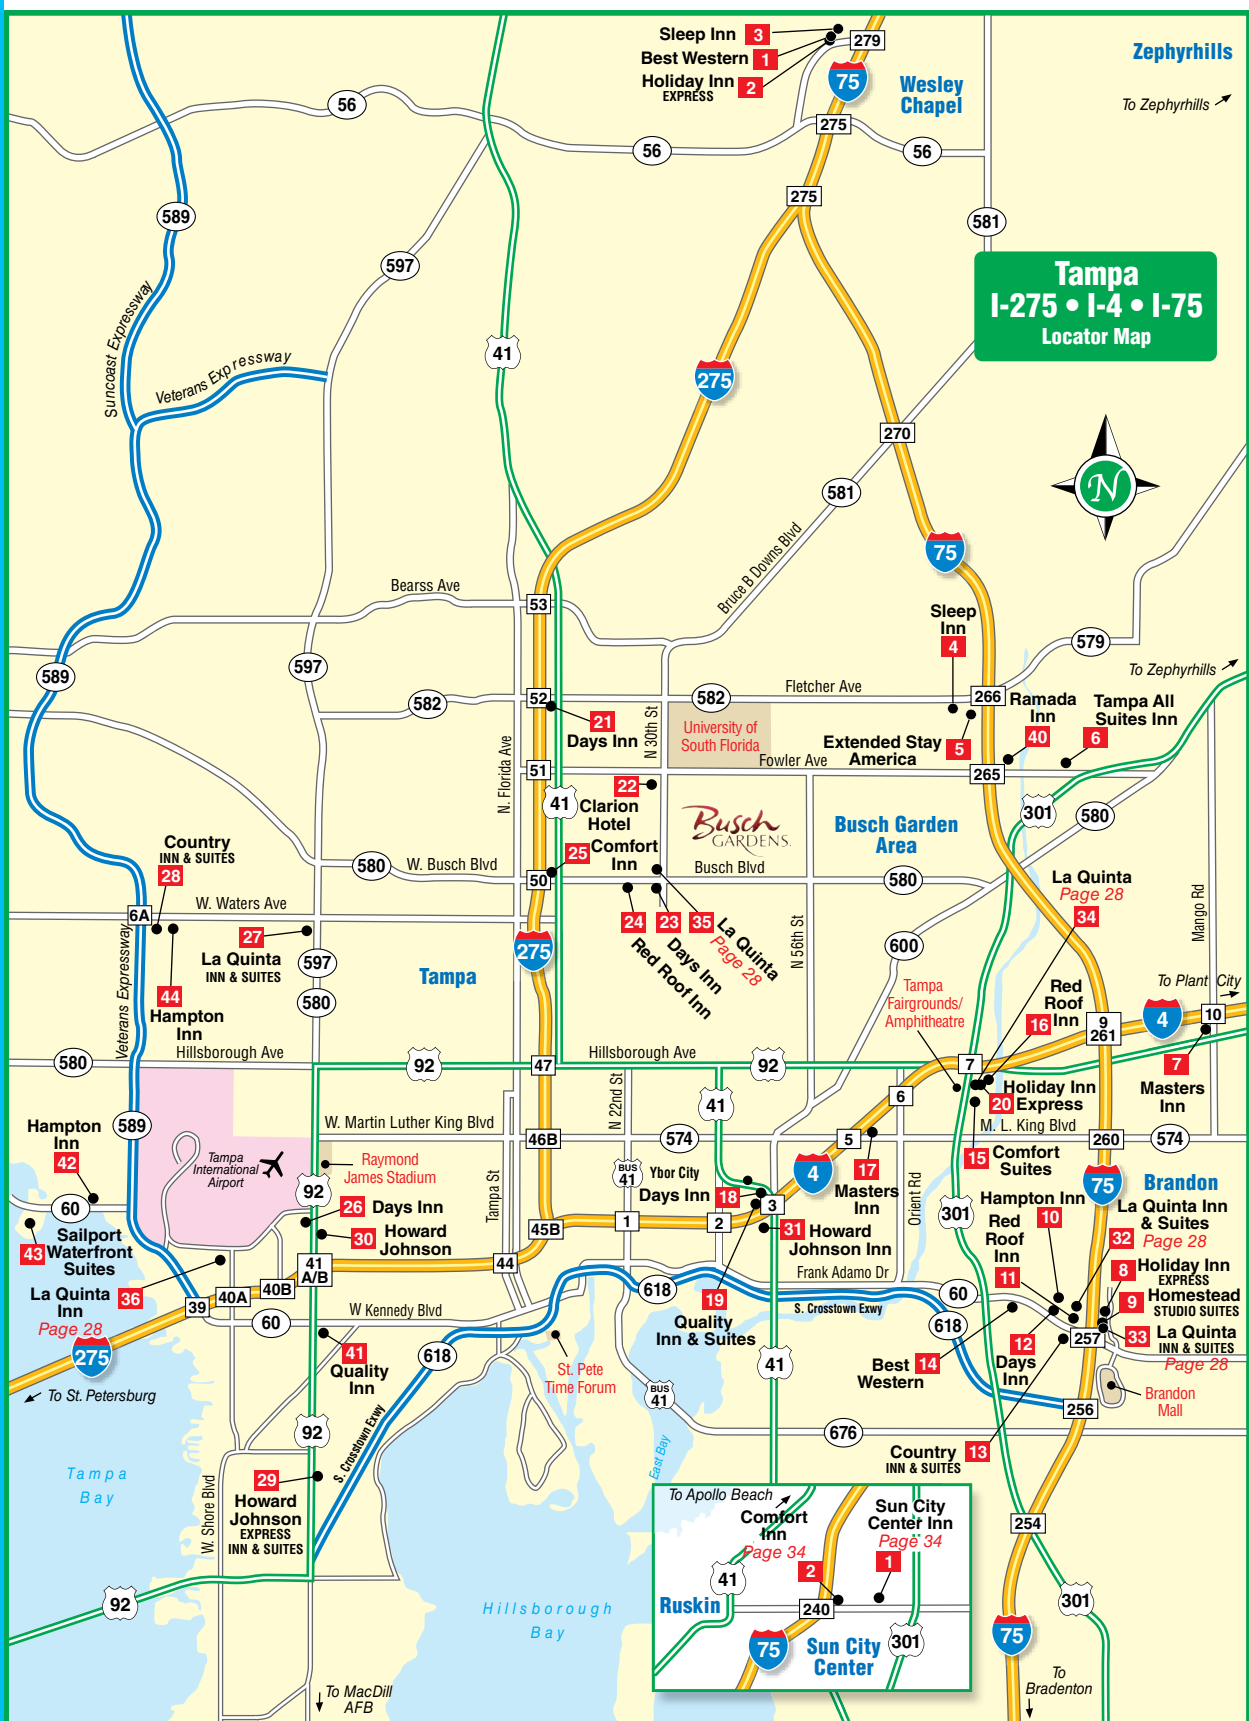 Sleep Inn 3
Best Western 1
Holiday Inn 2
EXPRESS
279
75
Wesley
Chapel
Zephyrhills
To Zephyrhills
56
275
56
56
275
589
581
597
Tampa
I-275 • I-4 • I-75
Locator Map
Suncoast Expressway
Veterans Expressway
41
275
270
N
581
75
Bruce B Downs Blvd
Bearss Ave
53
Sleep
Inn
4
579
To Zephyrhills
597
589
582
52
582
Fletcher Ave
266
Ramada
Inn
40
Tampa All
Suites Inn
6
21
Days Inn
N 30th St
University of
South Florida
Extended Stay
America
5
N. Florida Ave
51
Fowler Ave
265
22
Clarion
Hotel
41
Busch
GARDENS.
Busch Garden
Area
301
580
Country
INN & SUITES
28
25
Comfort
Inn
580
W. Busch Blvd
50
Busch Blvd
580
La Quinta
Page 28
34
6A
W. Waters Ave
24
Red Roof Inn
23
Days Inn
35
La Quinta
Page 28
N 56th St
600
Mango Rd
27
La Quinta
INN & SUITES
597
275
Tampa
44
Hampton
Inn
580
Veterans Expressway
Tampa
Fairgrounds/
Amphitheatre
Red
Roof
Inn
16
To Plant City
9
261
4
10
580
Hillsborough Ave
92
47
Hillsborough Ave
92
7
7
Masters
Inn
Holiday Inn
Express
20
589
N 22nd St
41
6
W. Martin Luther King Blvd
46B
574
5
M. L. King Blvd
260
574
Hampton
Inn
42
Tampa
International
Airport
Raymond
James Stadium
BUS
41
Ybor City
Days Inn 18
4
17
Masters
Inn
15
Comfort
Suites
75
Brandon
60
92
26 Days Inn
Tampa St
3
Orient Rd
301
Hampton Inn
10
La Quinta Inn
& Suites
32 Page 28
43
Sailport
Waterfront
Suites
30
Howard
Johnson
45B
1
2
31
Howard
Johnson Inn
Red
Roof
Inn
11
8
Holiday Inn
EXPRESS
La Quinta
Inn
36
Page 28
41
A/B
44
Frank Adamo Dr
9
Homestead
STUDIO SUITES
39
40A
40B
618
60
S. Crosstown Exwy
60
W Kennedy Blvd
19
Quality
Inn & Suites
618
12
Days
Inn
257
33
La Quinta
INN & SUITES
Page 28
275
41
Quality
Inn
618
St. Pete
Time Forum
41
Best
Western
14
To St. Petersburg
BUS
41
256
Brandon
Mall
92
S. Crosstown Exwy
676
Country
INN & SUITES
13
Tampa
Bay
East Bay
29
Howard
Johnson
EXPRESS
INN & SUITES
W. Shore Blvd
To Apollo Beach
Comfort
Inn
Page 34
Sun City
Center Inn
Page 34
254
41
2
1
92
Ruskin
240
301
Hillsborough
Bay
75
Sun City
Center
301
75
To MacDill
AFB
To
Bradenton